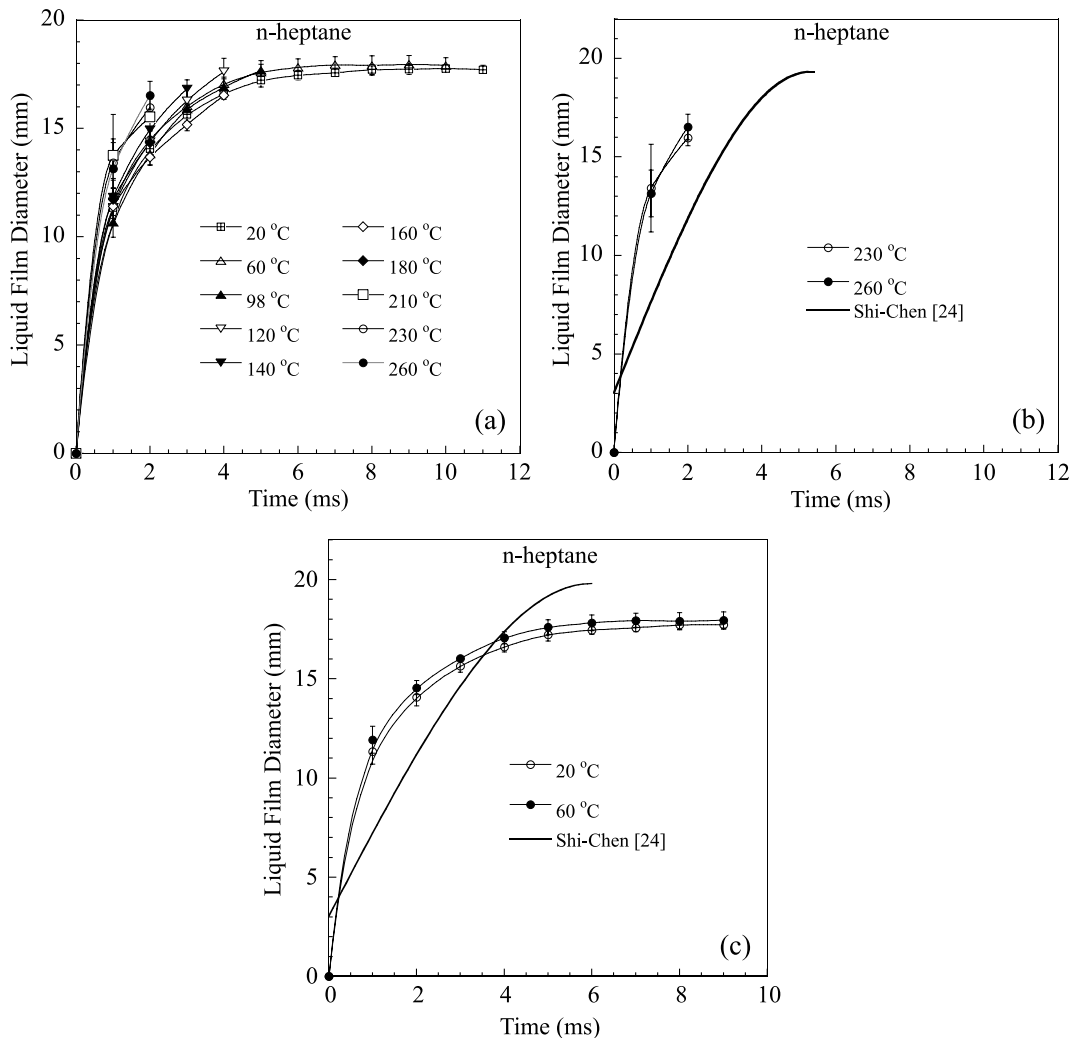 n-heptane
Liquid Film Diameter (mm)
20
15
10
5
0
20 °C
60 °C
98 °C
120 °C
140 °C
160 °C
180 °C
210 °C
230 °C
260 °C
(a)
0 2 4 6 8 10 12
Time (ms)
n-heptane
Liquid Film Diameter (mm)
20
15
10
5
0
230 °C
260 °C
Shi-Chen [24]
(b)
0 2 4 6 8 10 12
Time (ms)
n-heptane
Liquid Film Diameter (mm)
20
15
10
5
0
20 °C
60 °C
Shi-Chen [24]
(c)
0 2 4 6 8 10
Time (ms)